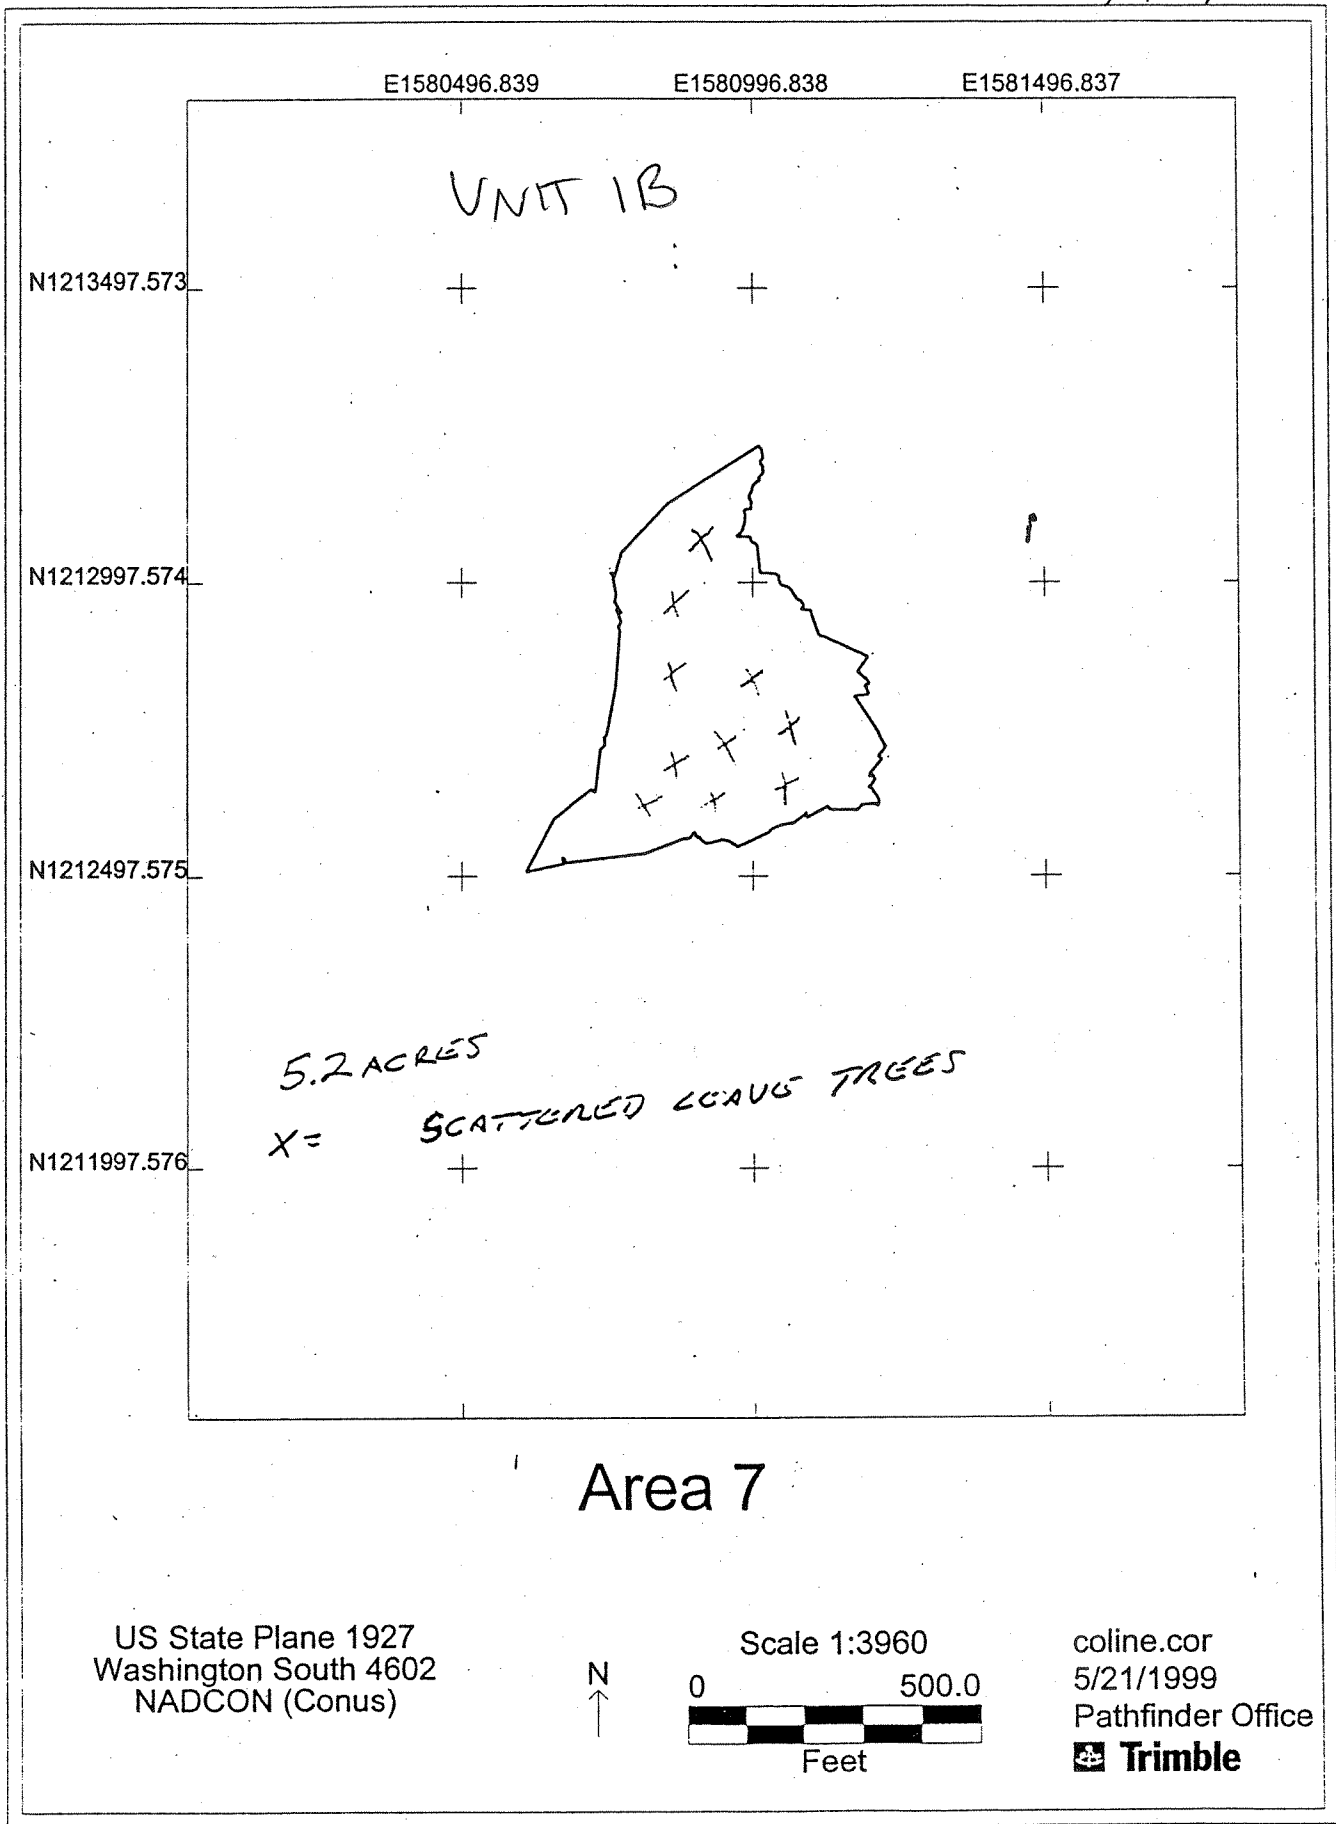 E1580496.839 E1580996.838 E1581496.837
UNIT 1B
N1213497.573
X
N1212997.574
X
X X
X
X
X
X X X
N1212497.575
5.2 ACRES
X= SCATTERED LEAVE TREES
N1211997.576
Area 7
US State Plane 1927
Washington South 4602
NADCON (Conus)
N
Scale 1:3960
0 500.0
Feet
coline.cor
5/21/1999
Pathfinder Office
Trimble